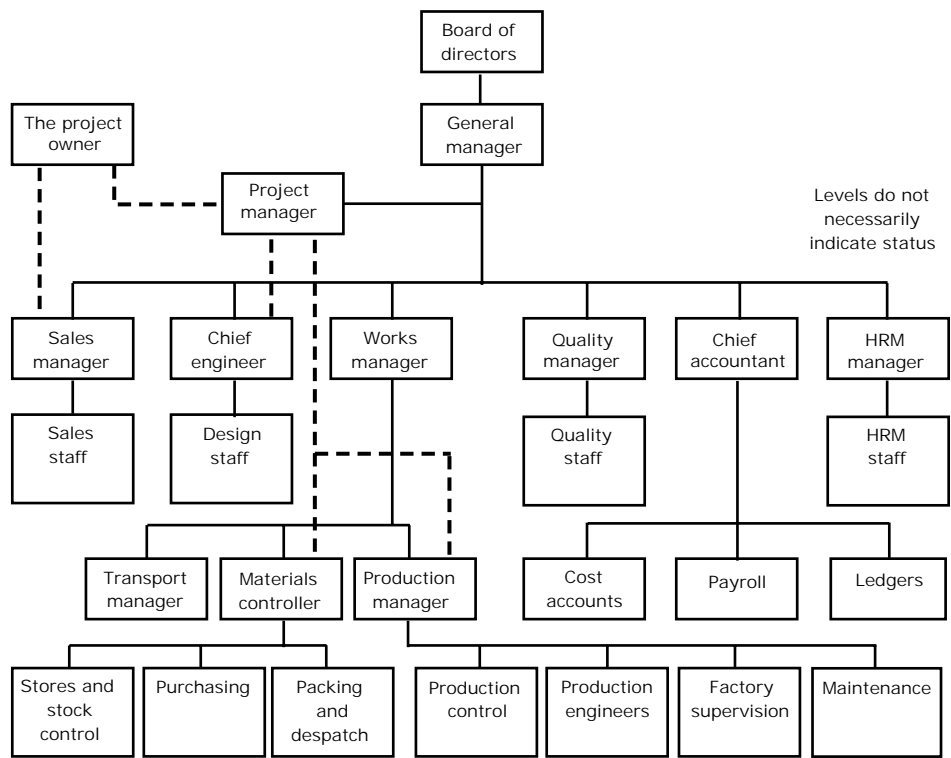 Board of
directors
The project
owner
General
manager
Project
manager
Levels do not
necessarily
indicate status
Sales
manager
Chief
engineer
Works
manager
Quality
manager
Chief
accountant
HRM
manager
Sales
staff
Design
staff
Quality
staff
HRM
staff
Transport
manager
Materials
controller
Production
manager
Cost
accounts
Payroll
Ledgers
Stores and
stock
control
Purchasing
Packing
and
despatch
Production
control
Production
engineers
Factory
supervision
Maintenance